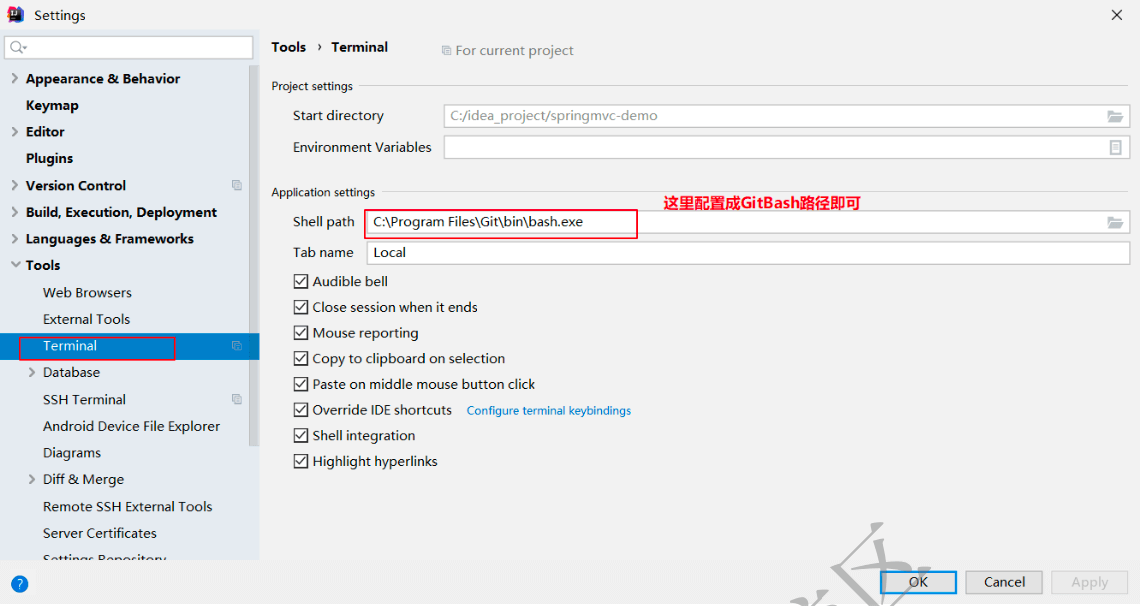 Settings
Appearance & Behavior
Keymap
Editor
Plugins
Version Control
Build, Execution, Deployment
Languages & Frameworks
Tools
Web Browsers
External Tools
Terminal
Database
SSH Terminal
Android Device File Explorer
Diagrams
Diff & Merge
Remote SSH External Tools
Server Certificates
Settings Repository
?
Tools › Terminal For current project
Project settings
Start directory C:/idea_project/springmvc-demo
Environment Variables
Application settings
这里配置成GitBash路径即可
Shell path C:\Program Files\Git\bin\bash.exe
Tab name Local
Audible bell
Close session when it ends
Mouse reporting
Copy to clipboard on selection
Paste on middle mouse button click
Override IDE shortcuts Configure terminal keybindings
Shell integration
Highlight hyperlinks
OK Cancel Apply